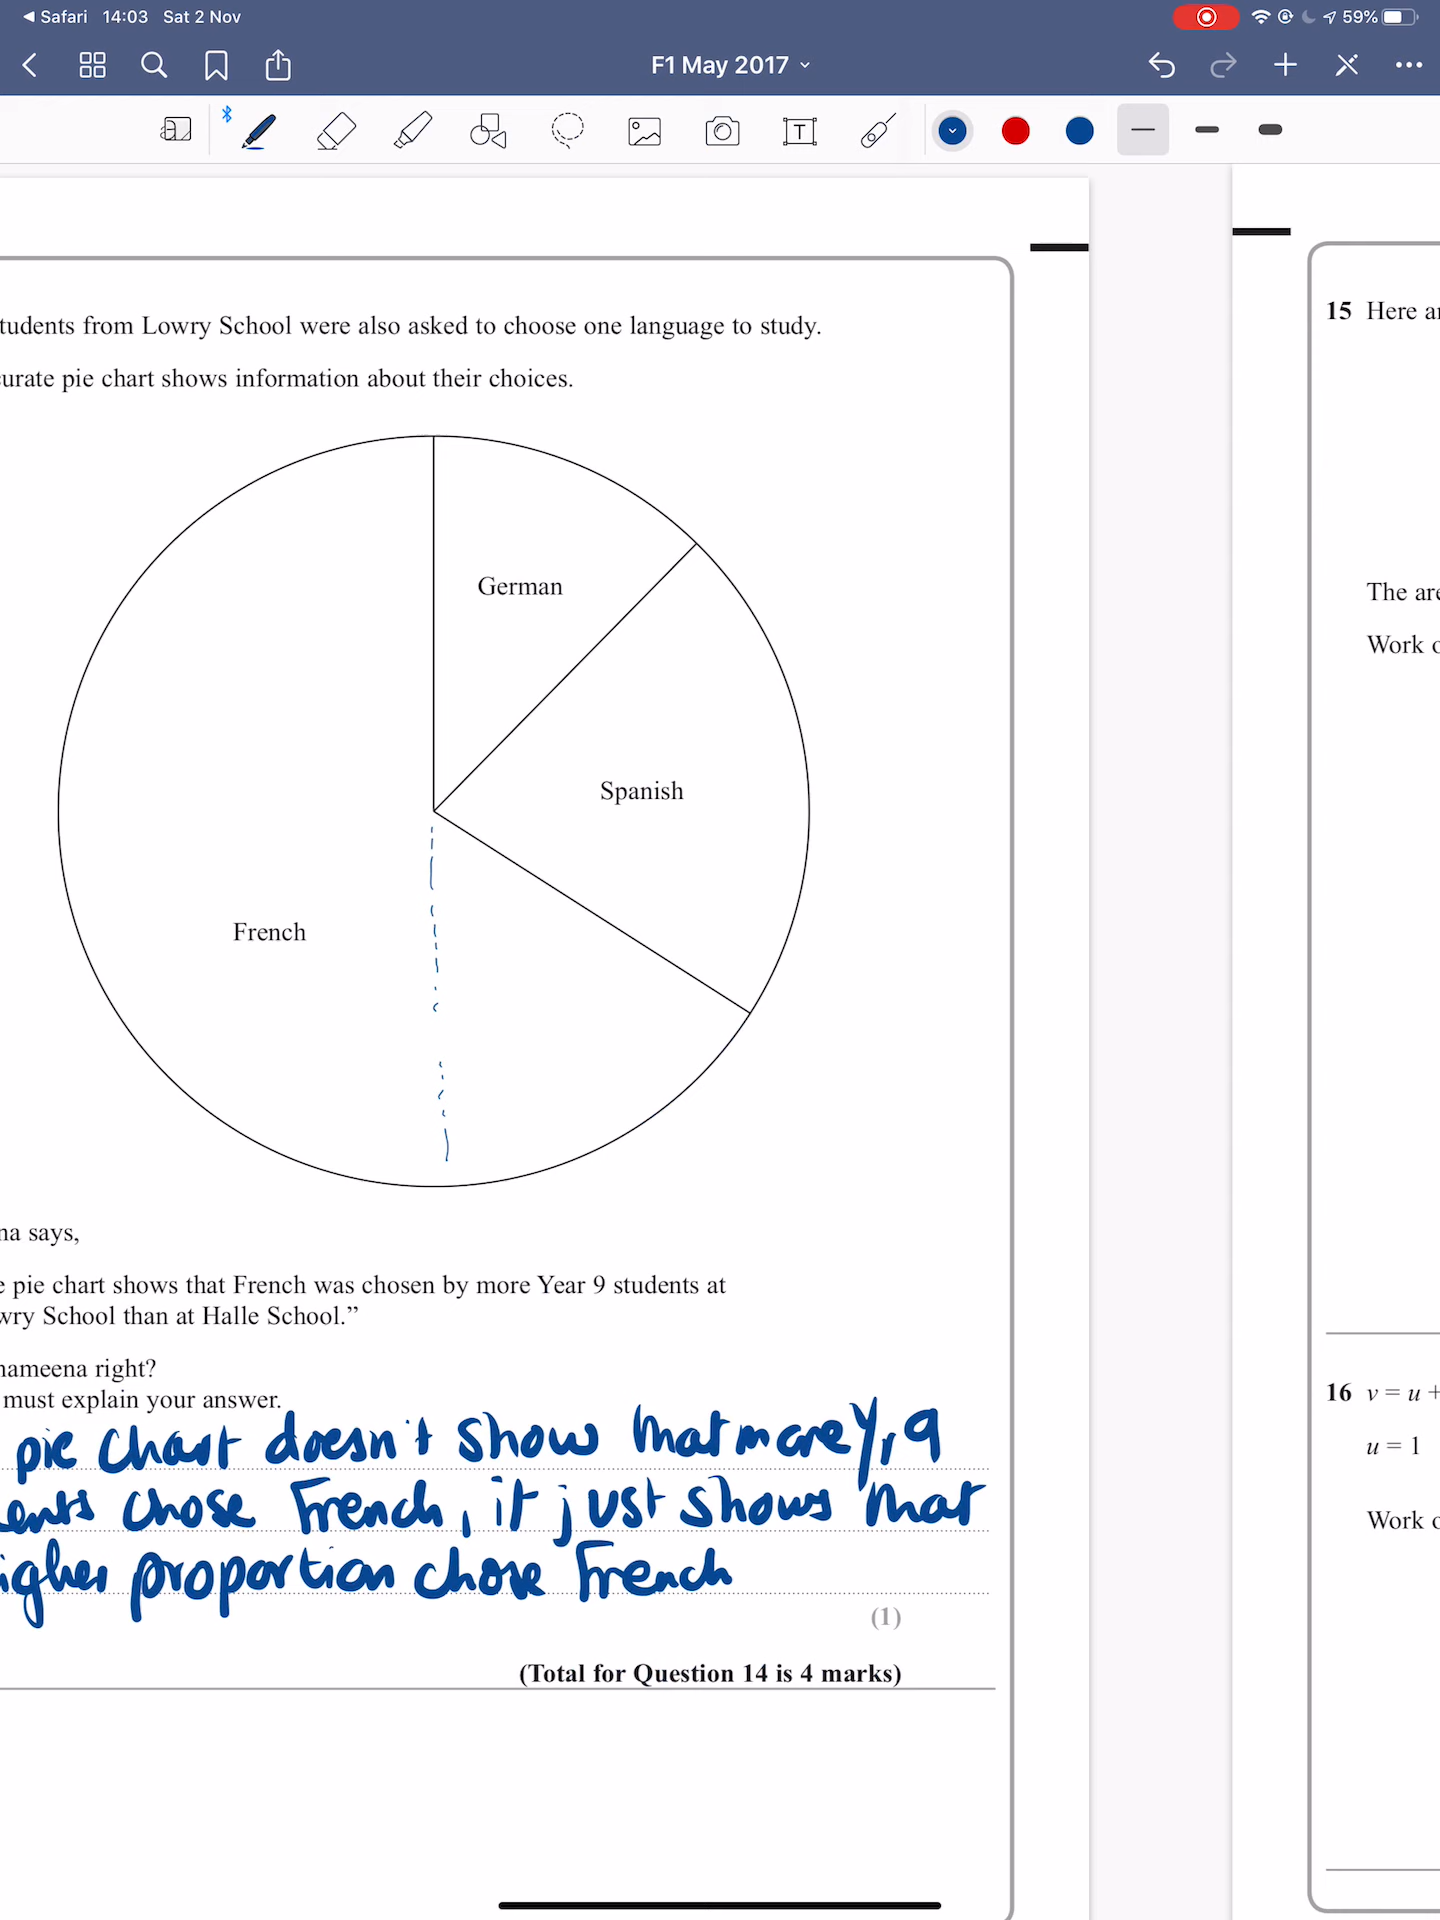 Safari 14:03 Sat 2 Nov 59%
F1 May 2017
T
tudents from Lowry School were also asked to choose one language to study.
urate pie chart shows information about their choices.
German
Spanish
French
na says,
e pie chart shows that French was chosen by more Year 9 students at
wry School than at Halle School.”
nameena right?
must explain your answer.
pie chart doesn't show that more Yr 9
ents chose French, it just shows that
igher proportion chose French
(1)
(Total for Question 14 is 4 marks)
15 Here ar
The are
Work o
16 v = u +
u = 1
Work o